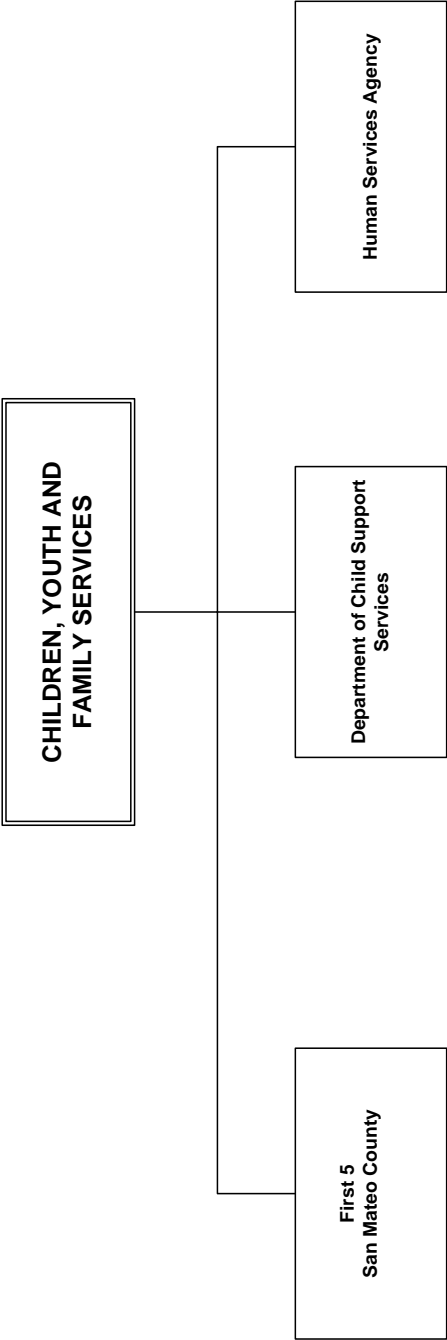 CHILDREN, YOUTH AND
FAMILY SERVICES
First 5
San Mateo County
Department of Child Support
Services
Human Services Agency